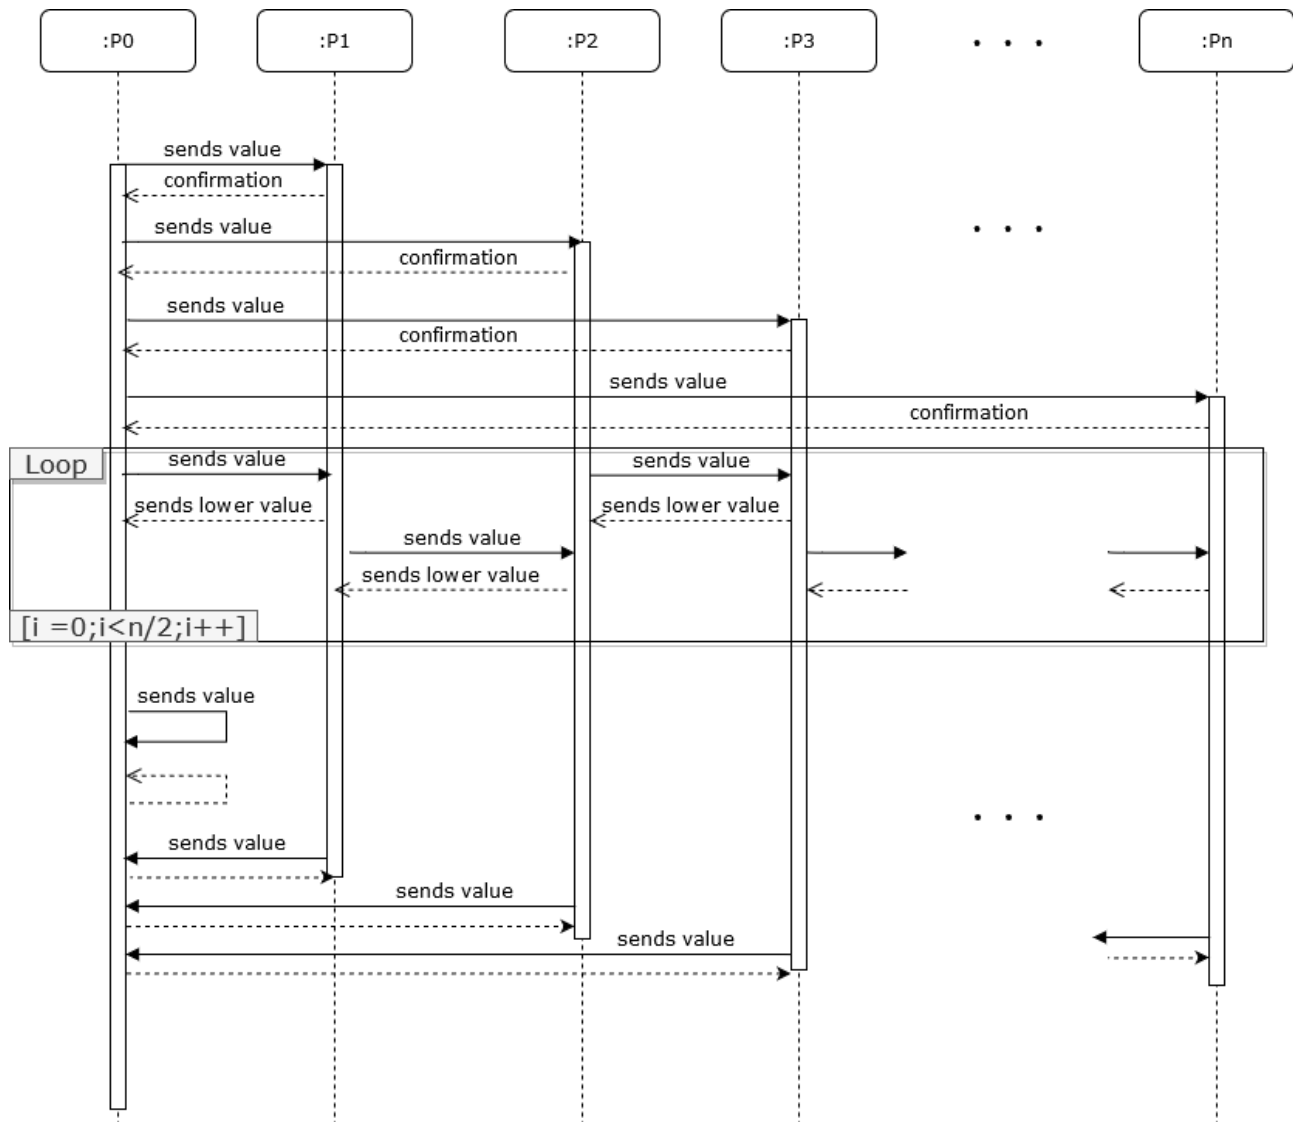 :P0
:P1
:P2
:P3
. . .
:Pn
sends value
confirmation
sends value
. . .
confirmation
sends value
confirmation
sends value
confirmation
Loop
sends value
sends value
sends lower value
sends lower value
sends value
sends lower value
[i =0;i<n/2;i++]
sends value
. . .
sends value
sends value
sends value